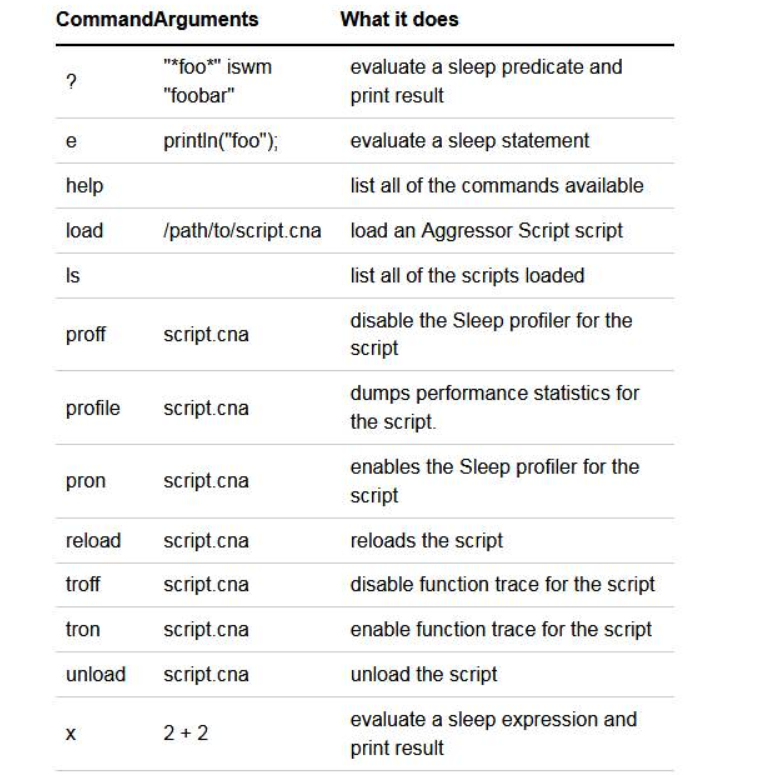 CommandArguments What it does
? "*foo*" iswm "foobar" evaluate a sleep predicate and print result
e println("foo"); evaluate a sleep statement
help list all of the commands available
load /path/to/script.cna load an Aggressor Script script
ls list all of the scripts loaded
proff script.cna disable the Sleep profiler for the script
profile script.cna dumps performance statistics for the script.
pron script.cna enables the Sleep profiler for the script
reload script.cna reloads the script
troff script.cna disable function trace for the script
tron script.cna enable function trace for the script
unload script.cna unload the script
x 2 + 2 evaluate a sleep expression and print result